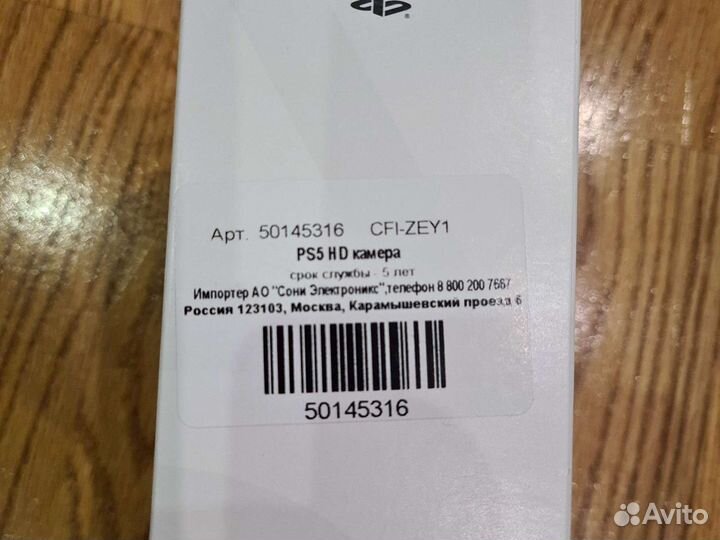 Арт. 50145316 CFI-ZEY1
PS5 HD камера
срок службы - 5 лет
Импортер АО "Сони Электроникс",телефон 8 800 200 7667
Россия 123103, Москва, Карамышевский проезд 6
50145316
Avito